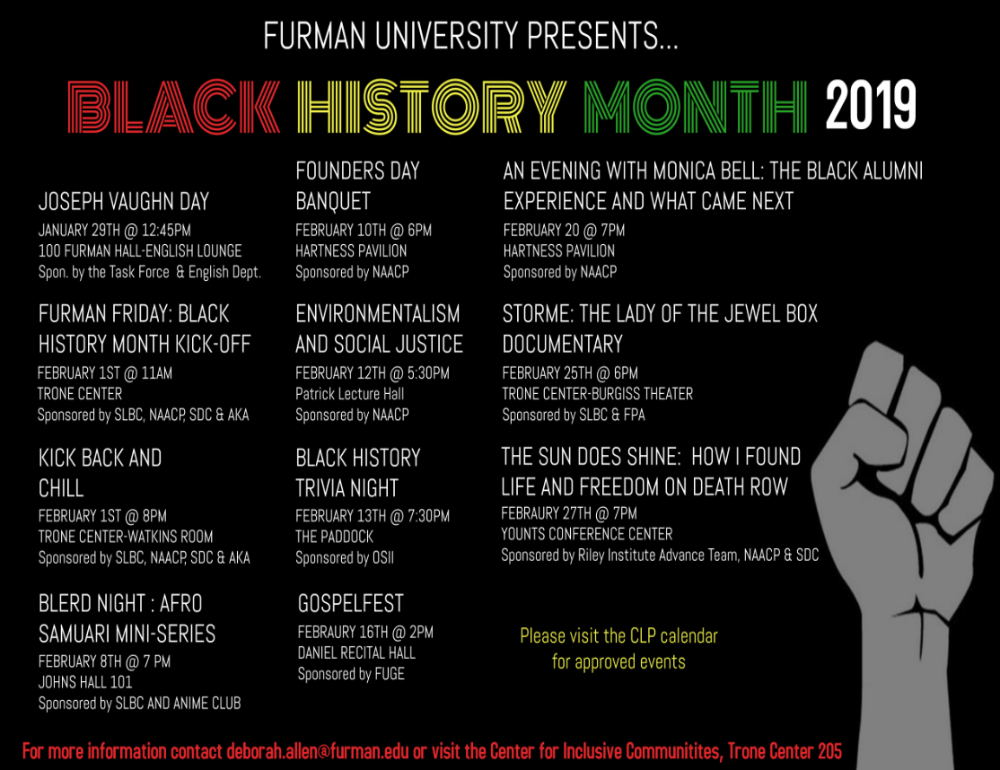 FURMAN UNIVERSITY PRESENTS...
BLACK HISTORY MONTH 2019
JOSEPH VAUGHN DAY
JANUARY 29TH @ 12:45PM
100 FURMAN HALL-ENGLISH LOUNGE
Spon. by the Task Force & English Dept.
FURMAN FRIDAY: BLACK
HISTORY MONTH KICK-OFF
FEBRUARY 1ST @ 11AM
TRONE CENTER
Sponsored by SLBC, NAACP, SDC & AKA
KICK BACK AND
CHILL
FEBRUARY 1ST @ 8PM
TRONE CENTER-WATKINS ROOM
Sponsored by SLBC, NAACP, SDC & AKA
BLERD NIGHT : AFRO
SAMUARI MINI-SERIES
FEBRUARY 8TH @ 7 PM
JOHNS HALL 101
Sponsored by SLBC AND ANIME CLUB
FOUNDERS DAY
BANQUET
FEBRUARY 10TH @ 6PM
HARTNESS PAVILION
Sponsored by NAACP
ENVIRONMENTALISM
AND SOCIAL JUSTICE
FEBRUARY 12TH @ 5:30PM
Patrick Lecture Hall
Sponsored by NAACP
BLACK HISTORY
TRIVIA NIGHT
FEBRUARY 13TH @ 7:30PM
THE PADDOCK
Sponsored by OSII
GOSPELFEST
FEBRAURY 16TH @ 2PM
DANIEL RECITAL HALL
Sponsored by FUGE
AN EVENING WITH MONICA BELL: THE BLACK ALUMNI
EXPERIENCE AND WHAT CAME NEXT
FEBRUARY 20 @ 7PM
HARTNESS PAVILION
Sponsored by NAACP
STORME: THE LADY OF THE JEWEL BOX
DOCUMENTARY
FEBRUARY 25TH @ 6PM
TRONE CENTER-BURGISS THEATER
Sponsored by SLBC & FPA
THE SUN DOES SHINE: HOW I FOUND
LIFE AND FREEDOM ON DEATH ROW
FEBRAURY 27TH @ 7PM
YOUNTS CONFERENCE CENTER
Sponsored by Riley Institute Advance Team, NAACP & SDC
Please visit the CLP calendar
for approved events
For more information contact deborah.allen@furman.edu or visit the Center for Inclusive Communitites, Trone Center 205